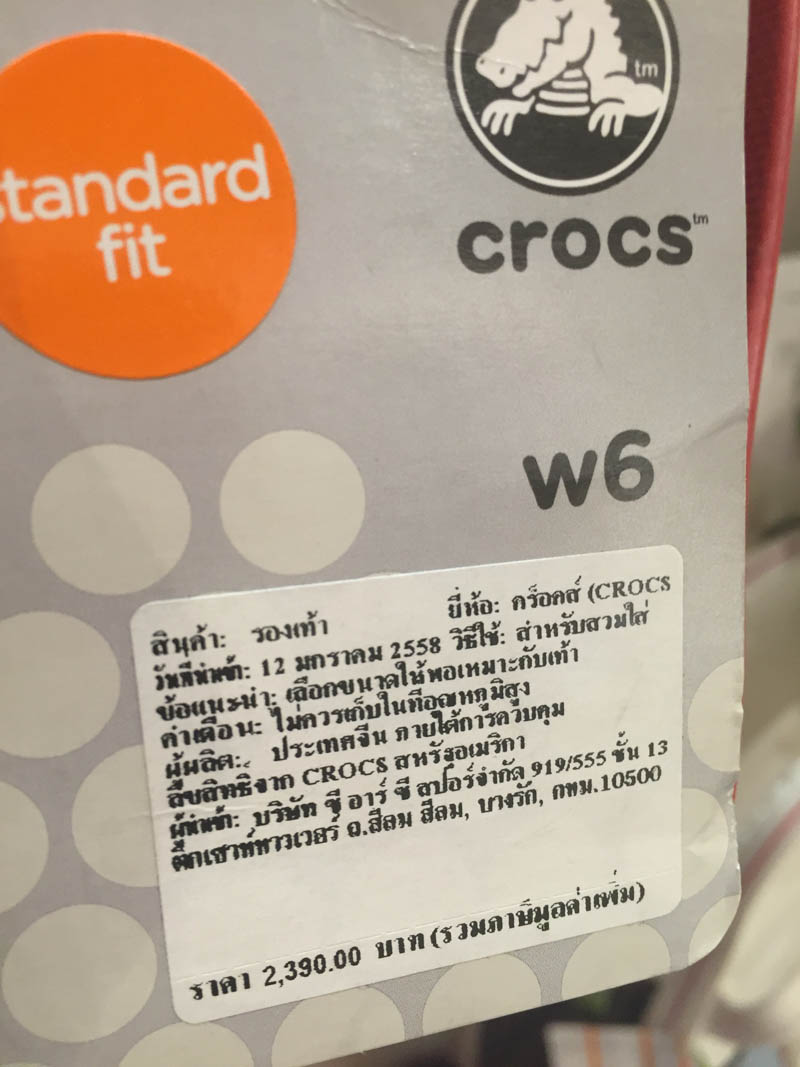 tm
crocs™
standard
fit
w6
สินค้า: รองเท้า ยี่ห้อ: คร็อคส์ (CROCS
วันที่นำเข้า: 12 มกราคม 2558 วิธีใช้: สำหรับสวมใส่
ข้อแนะนำ: เลือกขนาดให้พอเหมาะกับเท้า
คำเตือน: ไม่ควรเก็บในที่อุณหภูมิสูง
ผู้ผลิต: ประเทศจีน ภายใต้การควบคุม
ลิขสิทธิ์จาก CROCS สหรัฐอเมริกา
ผู้นำเข้า: บริษัท ซี อาร์ ซี สปอร์จำกัด 919/555 ชั้น 13
ตึกเซาท์ทาวเวอร์ ถ.สีลม สีลม, บางรัก, กทม.10500
ราคา 2,390.00 บาท (รวมภาษีมูลค่าเพิ่ม)